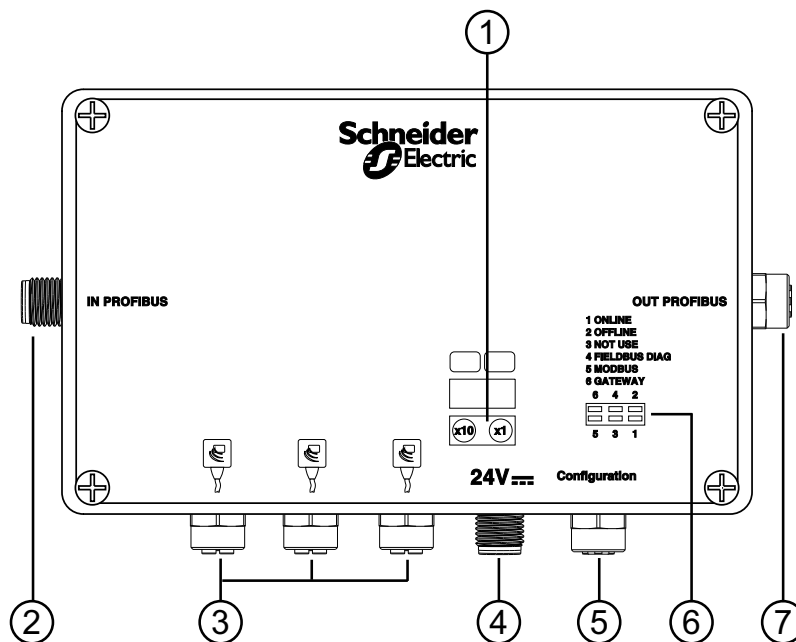 1
Schneider
Electric
IN PROFIBUS
OUT PROFIBUS
1 ONLINE
2 OFFLINE
3 NOT USE
4 FIELDBUS DIAG
5 MODBUS
6 GATEWAY
6 4 2
x10 x1
5 3 1
24V
Configuration
2 3 4 5 6 7